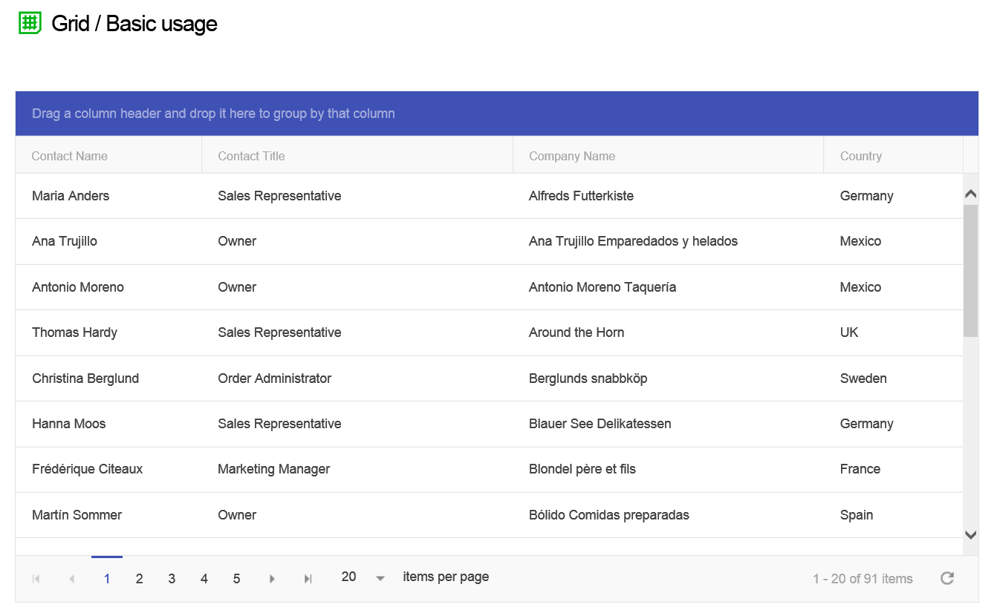 Grid / Basic usage
Drag a column header and drop it here to group by that column
Contact Name Contact Title Company Name Country
Maria Anders Sales Representative Alfreds Futterkiste Germany
Ana Trujillo Owner Ana Trujillo Emparedados y helados Mexico
Antonio Moreno Owner Antonio Moreno Taquería Mexico
Thomas Hardy Sales Representative Around the Horn UK
Christina Berglund Order Administrator Berglunds snabbköp Sweden
Hanna Moos Sales Representative Blauer See Delikatessen Germany
Frédérique Citeaux Marketing Manager Blondel père et fils France
Martín Sommer Owner Bólido Comidas preparadas Spain
1 2 3 4 5 20 items per page 1 - 20 of 91 items